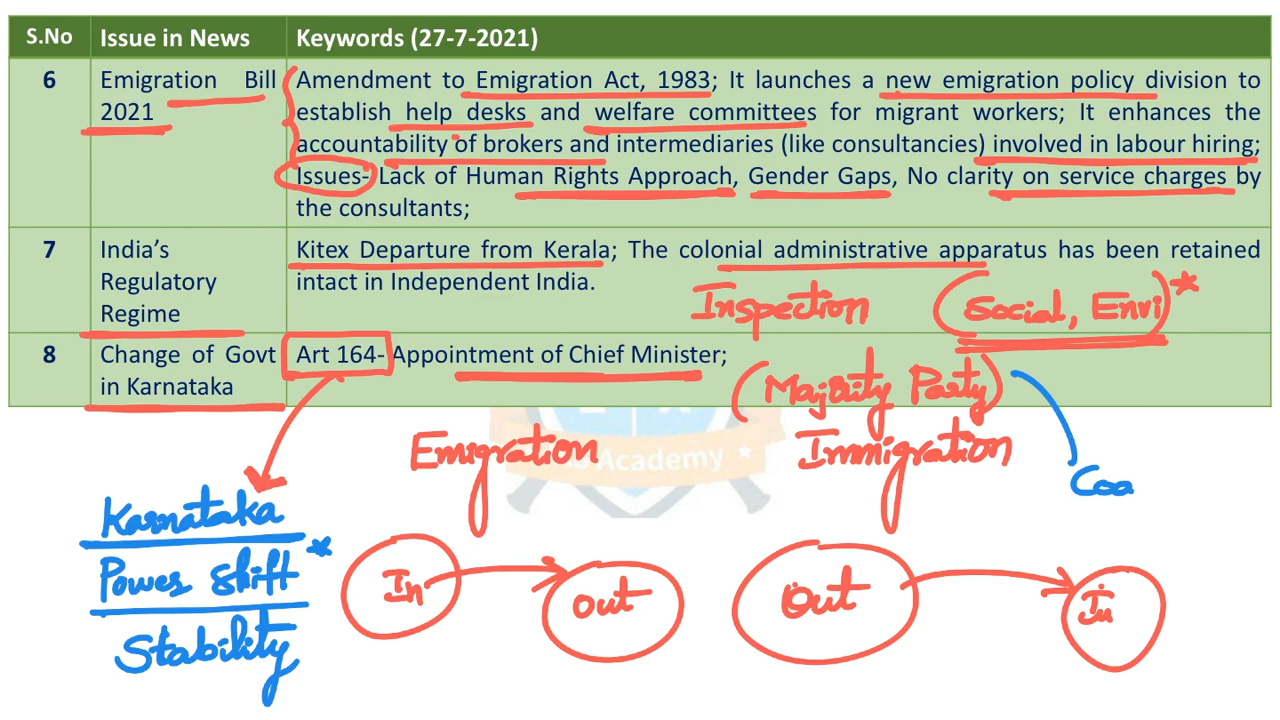 S.No Issue in News Keywords (27-7-2021)
6 Emigration Bill 2021
Amendment to Emigration Act, 1983; It launches a new emigration policy division to
establish help desks and welfare committees for migrant workers; It enhances the
accountability of brokers and intermediaries (like consultancies) involved in labour hiring;
Issues- Lack of Human Rights Approach, Gender Gaps, No clarity on service charges by
the consultants;
7 India's
Regulatory
Regime
Kitex Departure from Kerala; The colonial administrative apparatus has been retained
intact in Independent India.
Inspection (Social, Envi)*
8 Change of Govt
in Karnataka
Art 164- Appointment of Chief Minister;
(Majority Party)
Emigration Immigration
Academy
Coa
Karnataka
Power Shift *
Stability
In out
Out In